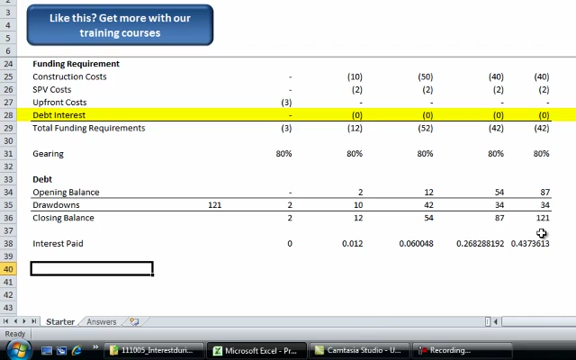 3
4
5
6
Like this? Get more with our
training courses
24 Funding Requirement
25 Construction Costs - (10) (50) (40) (40)
26 SPV Costs - (2) (2) (2) (2)
27 Upfront Costs (3) - - - -
28 Debt Interest - (0) (0) (0) (0)
29 Total Funding Requirements (3) (12) (52) (42) (42)
30
31 Gearing 80% 80% 80% 80% 80%
32
33 Debt
34 Opening Balance - 2 12 54 87
35 Drawdowns 121 2 10 42 34 34
36 Closing Balance 2 12 54 87 121
37
38 Interest Paid 0 0.012 0.060048 0.268288192 0.4373613
39
40
41
42
43
Starter Answers
Ready
111005_Interestduri... Microsoft Excel - Pr... Camtasia Studio - U... Recording...